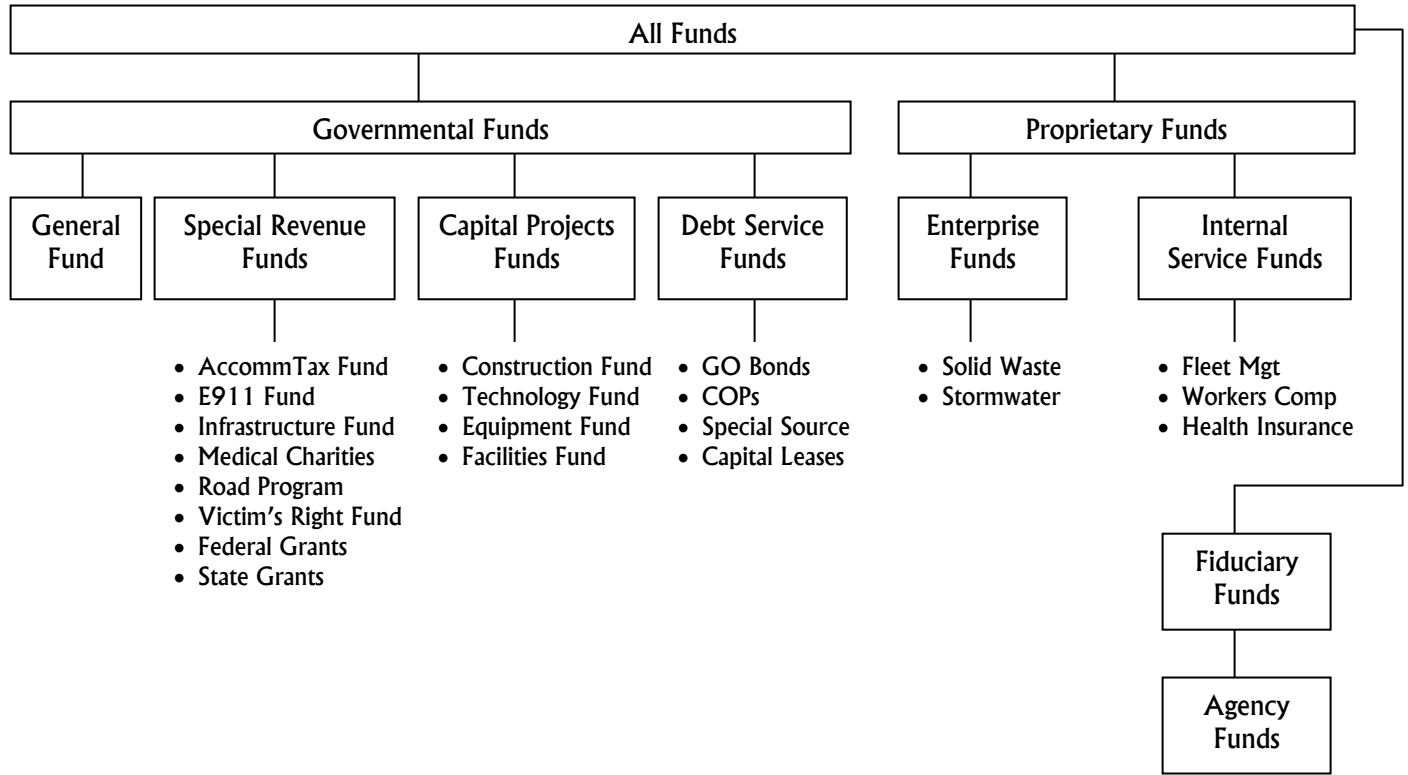 All Funds
Governmental Funds
Proprietary Funds
General
Fund
Special Revenue
Funds
Capital Projects
Funds
Debt Service
Funds
Enterprise
Funds
Internal
Service Funds
• AccommTax Fund
• E911 Fund
• Infrastructure Fund
• Medical Charities
• Road Program
• Victim's Right Fund
• Federal Grants
• State Grants
• Construction Fund
• Technology Fund
• Equipment Fund
• Facilities Fund
• GO Bonds
• COPs
• Special Source
• Capital Leases
• Solid Waste
• Stormwater
• Fleet Mgt
• Workers Comp
• Health Insurance
Fiduciary
Funds
Agency
Funds